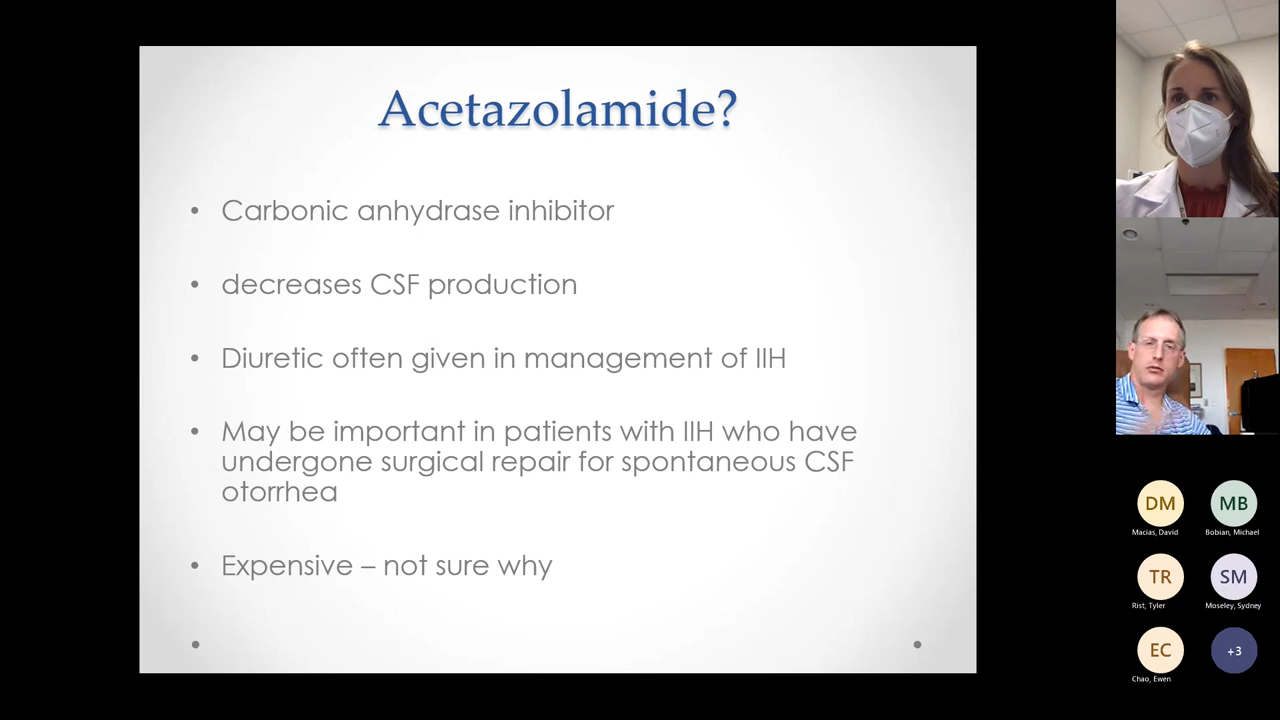 Acetazolamide?
• Carbonic anhydrase inhibitor
• decreases CSF production
• Diuretic often given in management of IIH
• May be important in patients with IIH who have
undergone surgical repair for spontaneous CSF
otorrhea
• Expensive – not sure why
DM
Macias, David
MB
Bobian, Michael
TR
Rist, Tyler
SM
Moseley, Sydney
EC
Chao, Ewen
+3